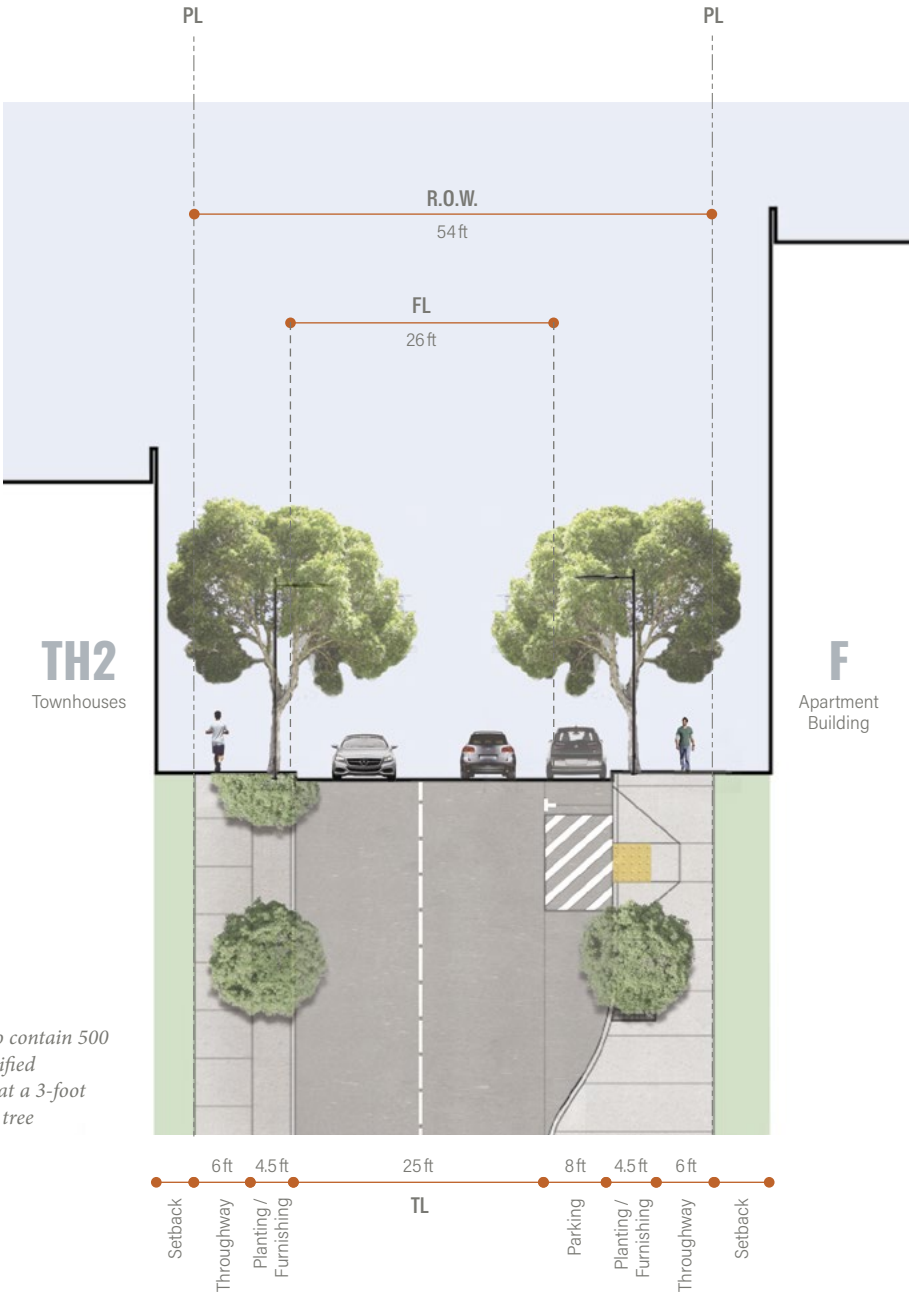 PL
PL
R.O.W.
54 ft
FL
26 ft
TH2
Townhouses
F
Apartment
Building
contain 500
at a 3-foot
tree
6 ft
4.5 ft
25 ft
8 ft
4.5 ft
6 ft
TL
Setback
Throughway
Planting /
Furnishing
Parking
Planting /
Furnishing
Throughway
Setback